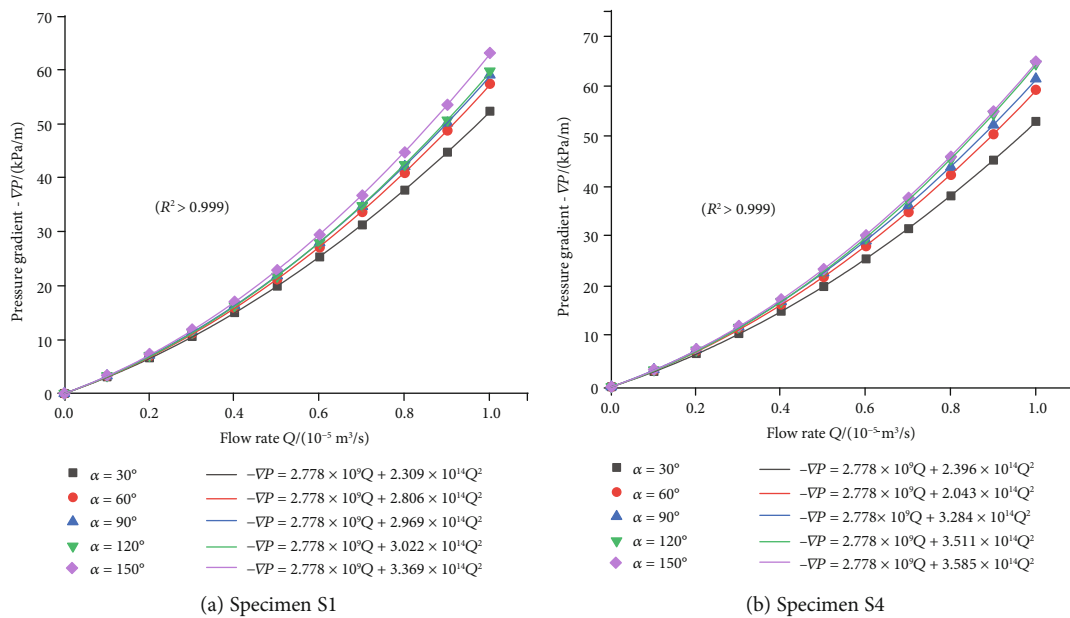 70
60
50
40
30
20
10
0
Pressure gradient - ∇P/(kPa/m)
(R² > 0.999)
0.0 0.2 0.4 0.6 0.8 1.0
Flow rate Q/(10⁻⁵ m³/s)
α = 30° –∇P = 2.778 × 10⁹Q + 2.309 × 10¹⁴Q²
α = 60° –∇P = 2.778 × 10⁹Q + 2.806 × 10¹⁴Q²
α = 90° –∇P = 2.778 × 10⁹Q + 2.969 × 10¹⁴Q²
α = 120° –∇P = 2.778 × 10⁹Q + 3.022 × 10¹⁴Q²
α = 150° –∇P = 2.778 × 10⁹Q + 3.369 × 10¹⁴Q²
(a) Specimen S1
70
60
50
40
30
20
10
0
Pressure gradient - ∇P/(kPa/m)
(R² > 0.999)
0.0 0.2 0.4 0.6 0.8 1.0
Flow rate Q/(10⁻⁵-m³/s)
α = 30° –∇P = 2.778 × 10⁹Q + 2.396 × 10¹⁴Q²
α = 60° –∇P = 2.778 × 10⁹Q + 2.043 × 10¹⁴Q²
α = 90° –∇P = 2.778× 10⁹Q + 3.284 × 10¹⁴Q²
α = 120° –∇P = 2.778 × 10⁹Q + 3.511 × 10¹⁴Q²
α = 150° –∇P = 2.778 × 10⁹Q + 3.585 × 10¹⁴Q²
(b) Specimen S4